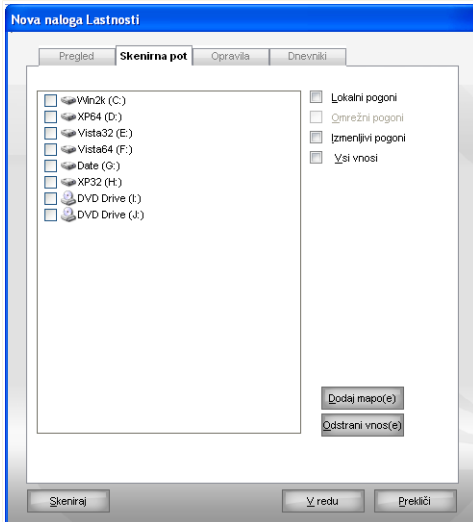 Nova naloga Lastnosti
Pregled Skenirna pot Opravila Dnevniki
Win2k (C:)
XP64 (D:)
Vista32 (E:)
Vista64 (F:)
Date (G:)
XP32 (H:)
DVD Drive (I:)
DVD Drive (J:)
Lokalni pogoni
Omrežni pogoni
Izmenljivi pogoni
Vsi vnosi
Dodaj mapo(e)
Odstrani vnos(e)
Skeniraj V redu Prekliči